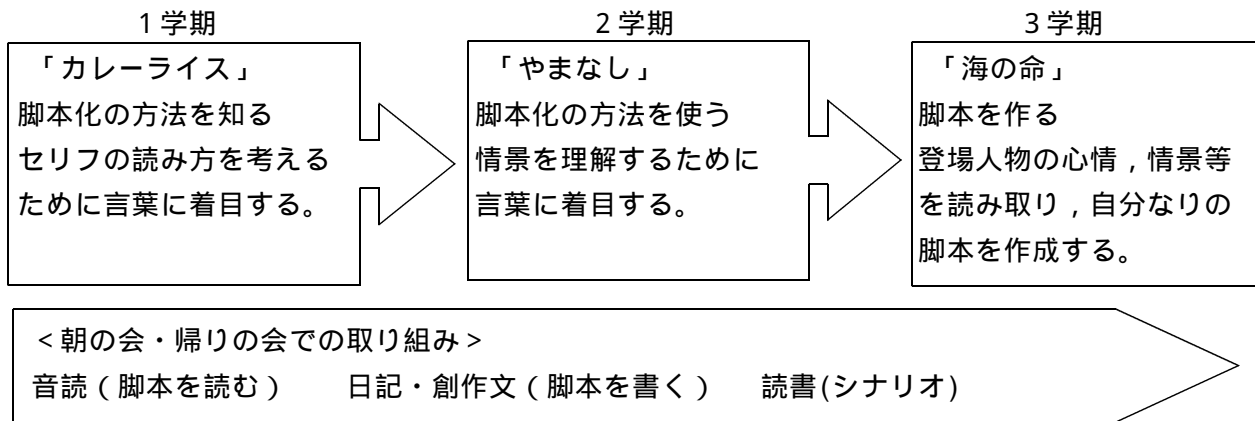 1学期
「カレーライス」
脚本化の方法を知る
セリフの読み方を考える
ために言葉に着目する。
2学期
「やまなし」
脚本化の方法を使う
情景を理解するために
言葉に着目する。
3学期
「海の命」
脚本を作る
登場人物の心情，情景等
を読み取り，自分なりの
脚本を作成する。
＜朝の会・帰りの会での取り組み＞
音読（脚本を読む）　日記・創作文（脚本を書く）　読書(シナリオ)